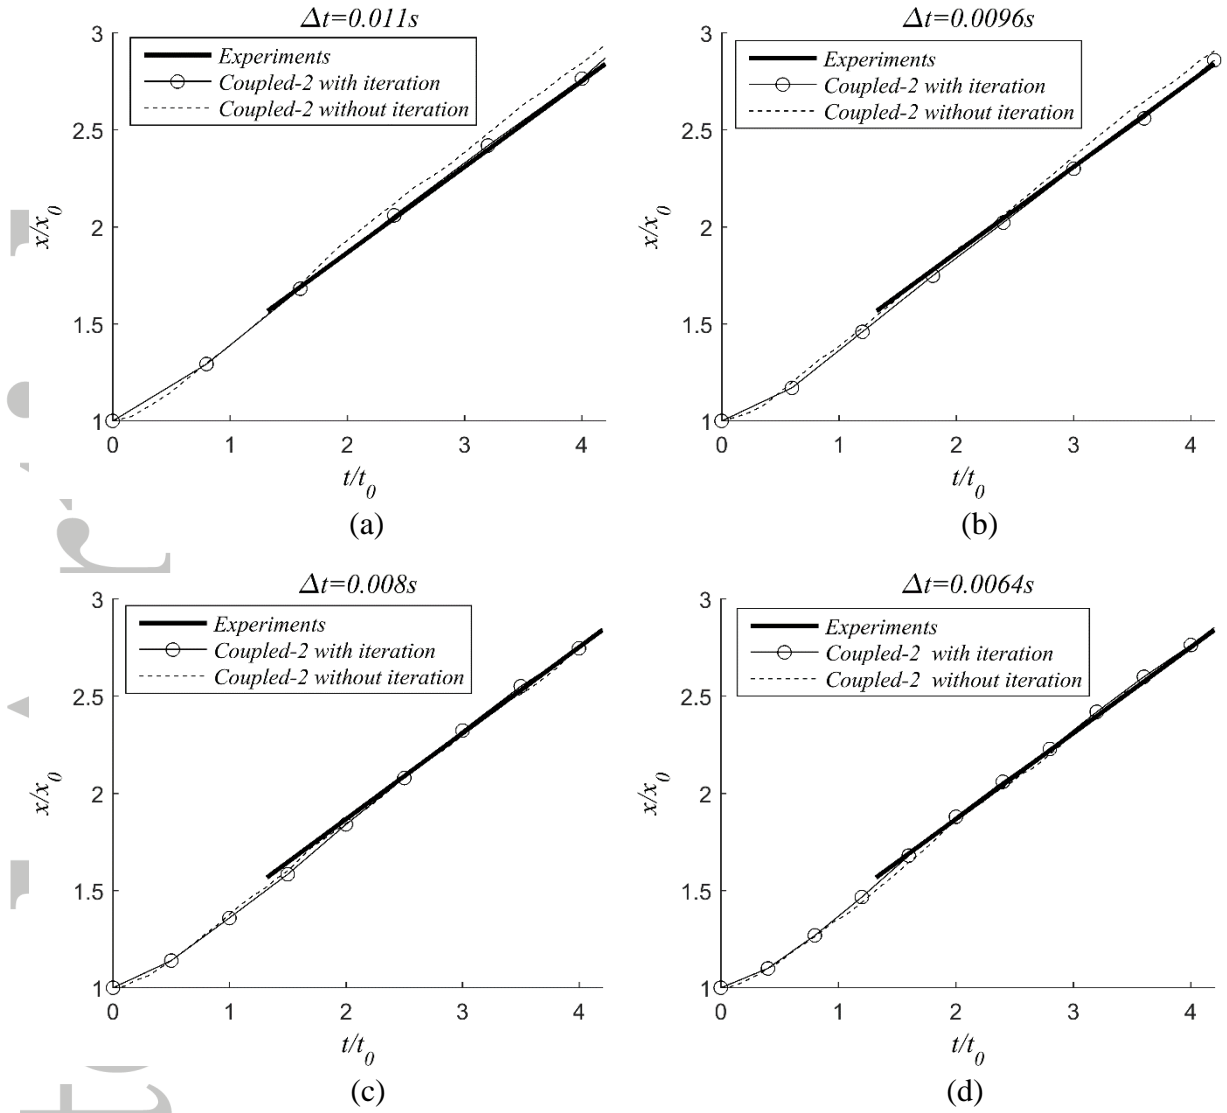 Δt=0.011s
3
2.5
2
1.5
1
x/x0
Experiments
Coupled-2 with iteration
Coupled-2 without iteration
0 1 2 3 4
t/t0
(a)
Δt=0.0096s
3
2.5
2
1.5
1
x/x0
Experiments
Coupled-2 with iteration
Coupled-2 without iteration
0 1 2 3 4
t/t0
(b)
Δt=0.008s
3
2.5
2
1.5
1
x/x0
Experiments
Coupled-2 with iteration
Coupled-2 without iteration
0 1 2 3 4
t/t0
(c)
Δt=0.0064s
3
2.5
2
1.5
1
x/x0
Experiments
Coupled-2 with iteration
Coupled-2 without iteration
0 1 2 3 4
t/t0
(d)